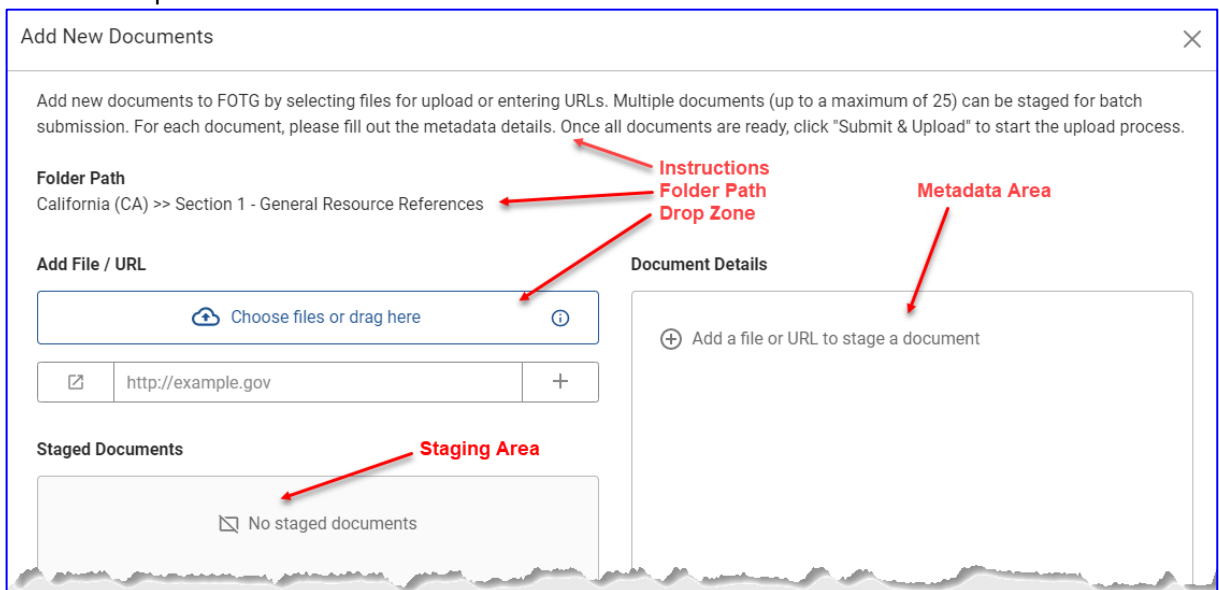 Add New Documents
Add new documents to FOTG by selecting files for upload or entering URLs. Multiple documents (up to a maximum of 25) can be staged for batch
submission. For each document, please fill out the metadata details. Once all documents are ready, click "Submit & Upload" to start the upload process.
Instructions
Folder Path
Folder Path
Metadata Area
California (CA) >> Section 1 - General Resource References
Drop Zone
Add File / URL
Document Details
Choose files or drag here
Add a file or URL to stage a document
http://example.gov
Staged Documents
Staging Area
No staged documents